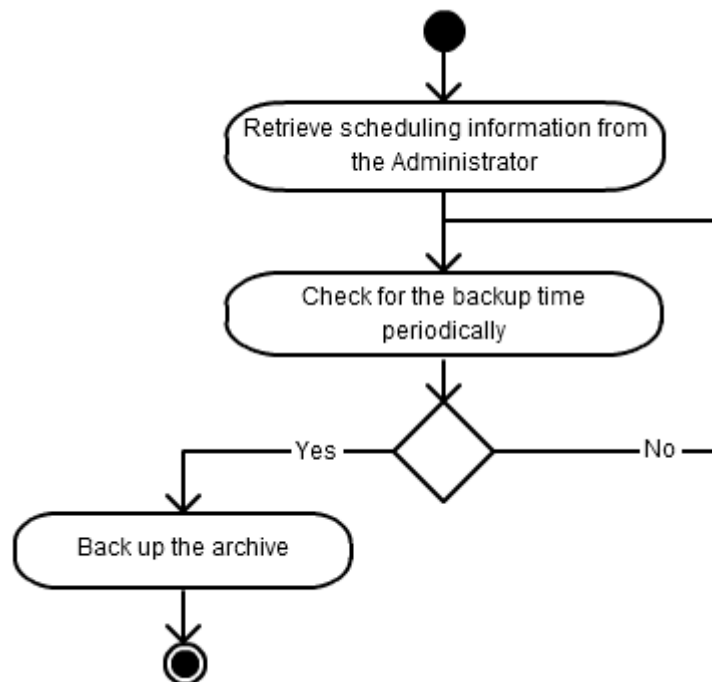 Retrieve scheduling information from
the Administrator
Check for the backup time
periodically
Yes
No
Back up the archive